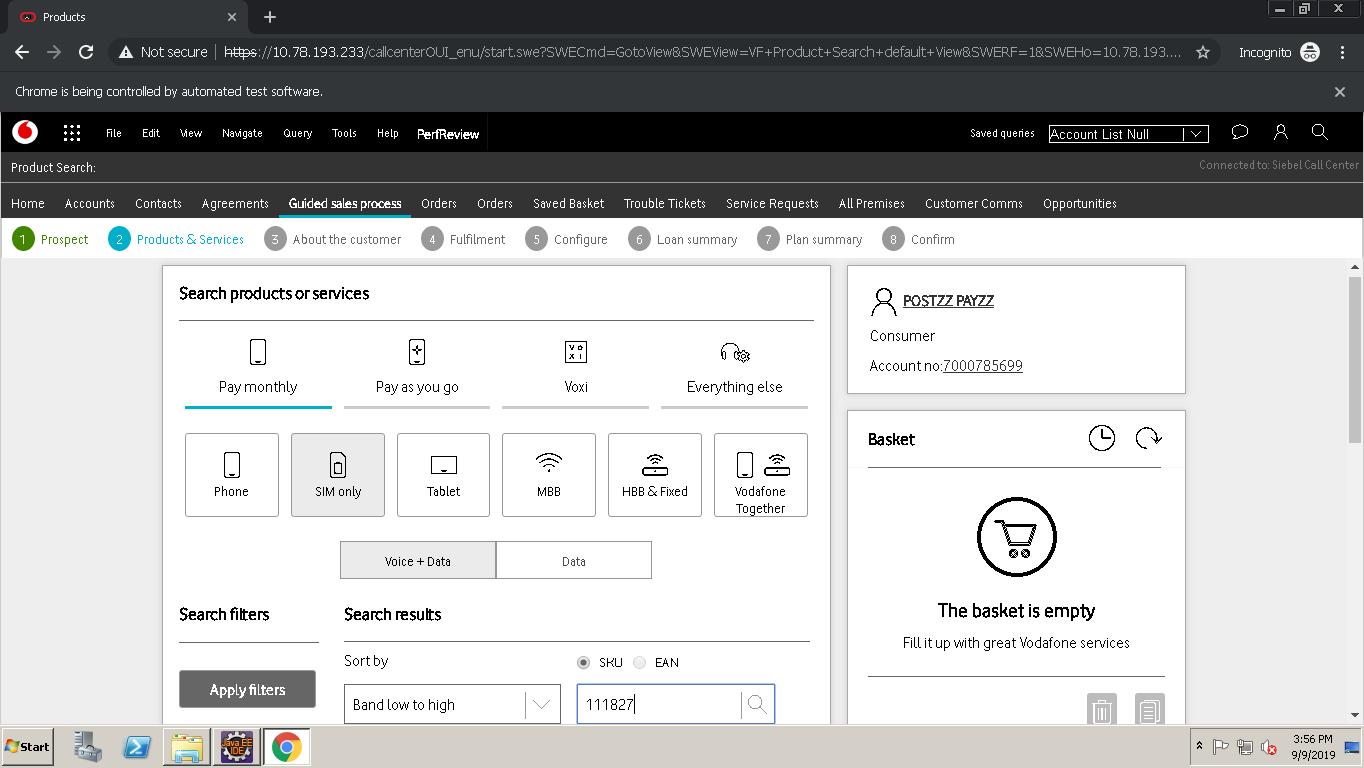 Products
Not secure | https://10.78.193.233/callcenterOUI_enu/start.swe?SWECmd=GotoView&SWEView=VF+Product+Search+default+View&SWERF=1&SWEHo=10.78.193.... Incognito
Chrome is being controlled by automated test software.
File Edit View Navigate Query Tools Help PerfReview Saved queries Account List Null
Product Search: Connected to: Siebel Call Center
Home Accounts Contacts Agreements Guided sales process Orders Orders Saved Basket Trouble Tickets Service Requests All Premises Customer Comms Opportunities
1 Prospect 2 Products & Services 3 About the customer 4 Fulfilment 5 Configure 6 Loan summary 7 Plan summary 8 Confirm
Search products or services
Pay monthly Pay as you go Voxi Everything else
Phone SIM only Tablet MBB HBB & Fixed Vodafone Together
Voice + Data Data
Search filters
Apply filters
Search results
Sort by SKU EAN
Band low to high 111827
POSTZZ PAYZZ
Consumer
Account no:7000785699
Basket
The basket is empty
Fill it up with great Vodafone services
Start Java EE IDE 3:56 PM
9/9/2019